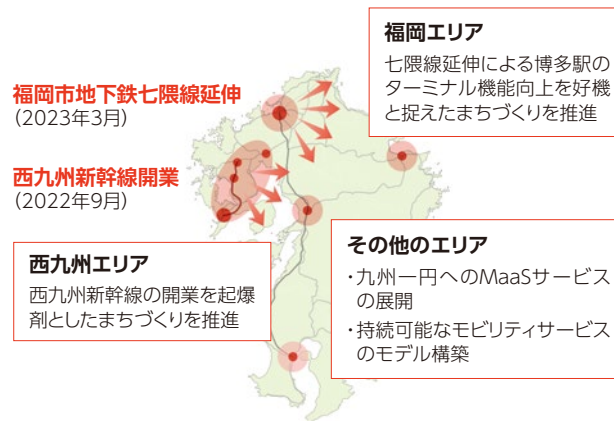 福岡エリア
七隈線延伸による博多駅の
ターミナル機能向上を好機
と捉えたまちづくりを推進
福岡市地下鉄七隈線延伸
(2023年3月)
西九州新幹線開業
(2022年9月)
西九州エリア
西九州新幹線の開業を起爆
剤としたまちづくりを推進
その他のエリア
・九州一円へのMaaSサービス
の展開
・持続可能なモビリティサービス
のモデル構築